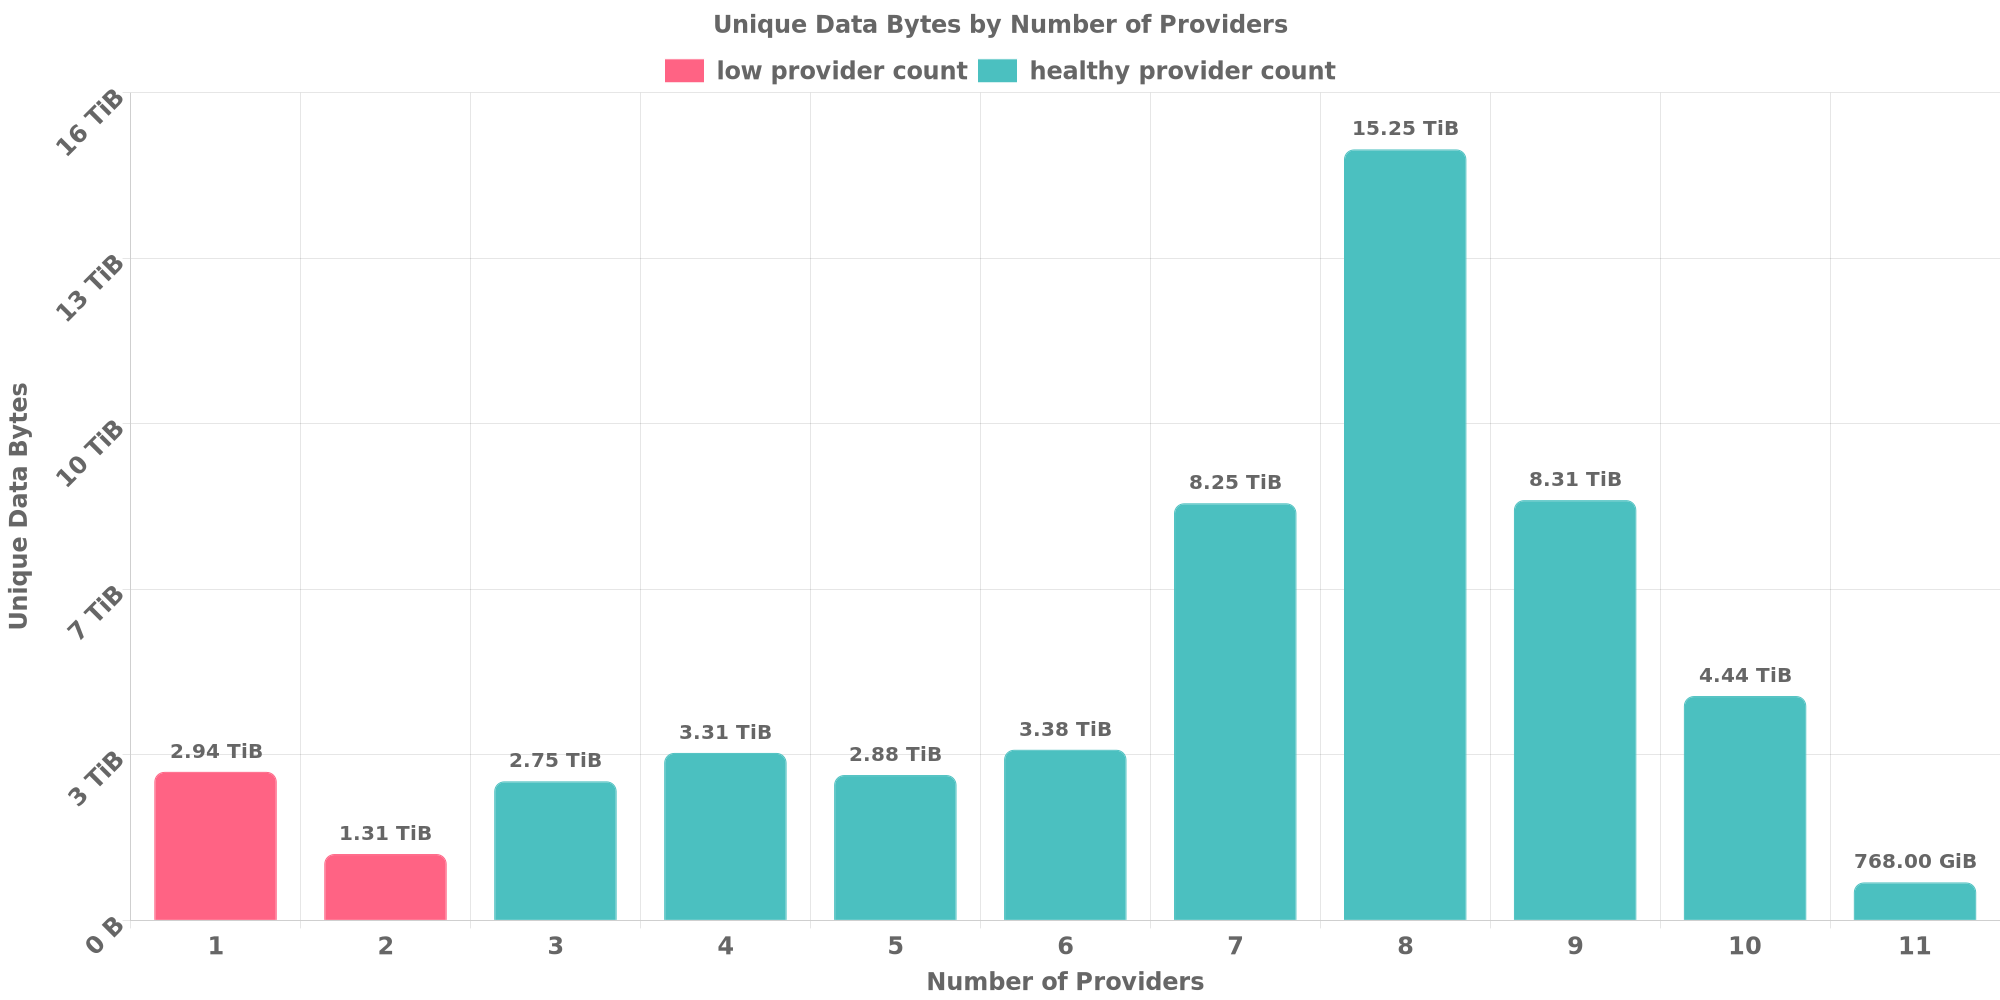 Unique Data Bytes by Number of Providers
low provider count
healthy provider count
16 TiB
13 TiB
10 TiB
7 TiB
3 TiB
0 B
Unique Data Bytes
2.94 TiB
1.31 TiB
2.75 TiB
3.31 TiB
2.88 TiB
3.38 TiB
8.25 TiB
15.25 TiB
8.31 TiB
4.44 TiB
768.00 GiB
1 2 3 4 5 6 7 8 9 10 11
Number of Providers